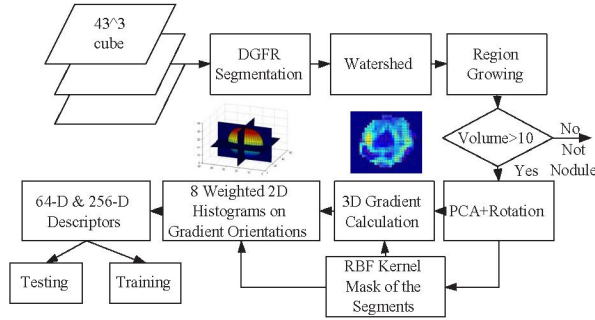 43^3
cube
DGFR
Segmentation
Watershed
Region
Growing
Volume>10
No
Not
Nodule
Yes
PCA+Rotation
3D Gradient
Calculation
8 Weighted 2D
Histograms on
Gradient Orientations
64-D & 256-D
Descriptors
RBF Kernel
Mask of the
Segments
Testing
Training